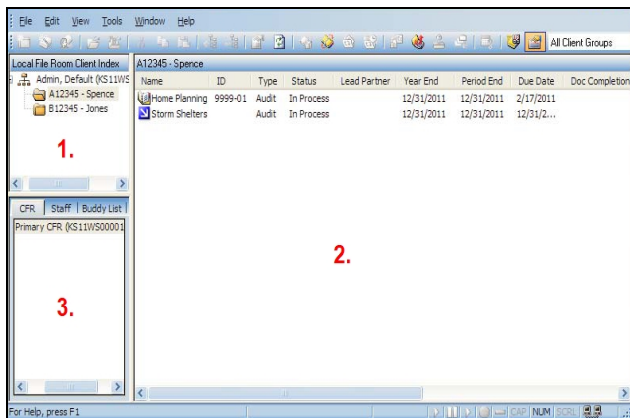 File Edit View Tools Window Help
All Client Groups
Local File Room Client Index
Admin, Default (KS11WS
A12345 - Spence
B12345 - Jones
1.
A12345 - Spence
Name ID Type Status Lead Partner Year End Period End Due Date Doc Completion
Home Planning 9999-01 Audit In Process 12/31/2011 12/31/2011 2/17/2011
Storm Shelters Audit In Process 12/31/2011 12/31/2011 12/31/2...
2.
CFR Staff Buddy List
Primary CFR (KS11WS00001
3.
For Help, press F1
CAP NUM SCRL